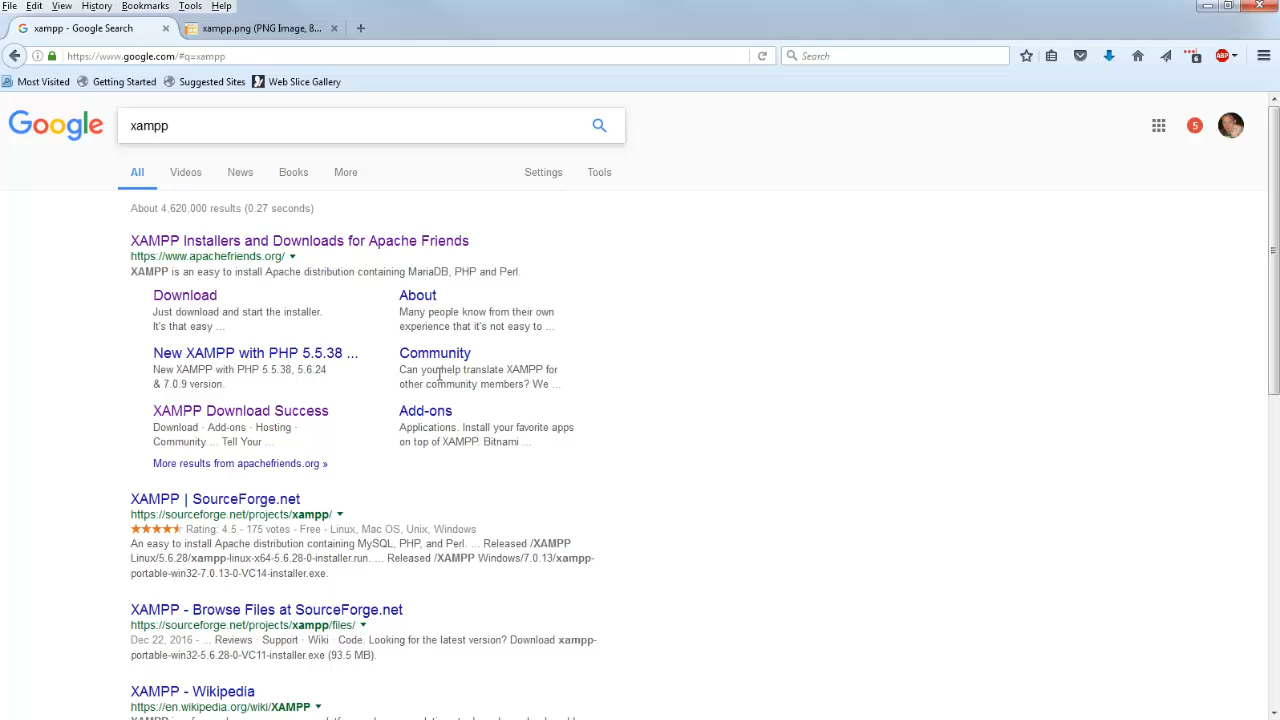 File Edit View History Bookmarks Tools Help
xampp - Google Search
xampp.png (PNG Image, 8...
https://www.google.com/#q=xampp
Search
6
ABP
Most Visited Getting Started Suggested Sites Web Slice Gallery
Google
xampp
5
All Videos News Books More Settings Tools
About 4,620,000 results (0.27 seconds)
XAMPP Installers and Downloads for Apache Friends
https://www.apachefriends.org/
XAMPP is an easy to install Apache distribution containing MariaDB, PHP and Perl.
Download
Just download and start the installer.
It's that easy ...
About
Many people know from their own
experience that it's not easy to ...
New XAMPP with PHP 5.5.38 ...
New XAMPP with PHP 5.5.38, 5.6.24
& 7.0.9 version.
Community
Can you help translate XAMPP for
other community members? We ...
XAMPP Download Success
Download · Add-ons · Hosting ·
Community ... Tell Your ...
Add-ons
Applications. Install your favorite apps
on top of XAMPP. Bitnami ...
More results from apachefriends.org »
XAMPP | SourceForge.net
https://sourceforge.net/projects/xampp/
Rating: 4.5 - 175 votes - Free - Linux, Mac OS, Unix, Windows
An easy to install Apache distribution containing MySQL, PHP, and Perl. ... Released /XAMPP
Linux/5.6.28/xampp-linux-x64-5.6.28-0-installer.run. ... Released /XAMPP Windows/7.0.13/xampp-
portable-win32-7.0.13-0-VC14-installer.exe.
XAMPP - Browse Files at SourceForge.net
https://sourceforge.net/projects/xampp/files/
Dec 22, 2016 - ... Reviews · Support · Wiki · Code. Looking for the latest version? Download xampp-
portable-win32-5.6.28-0-VC11-installer.exe (93.5 MB).
XAMPP - Wikipedia
https://en.wikipedia.org/wiki/XAMPP